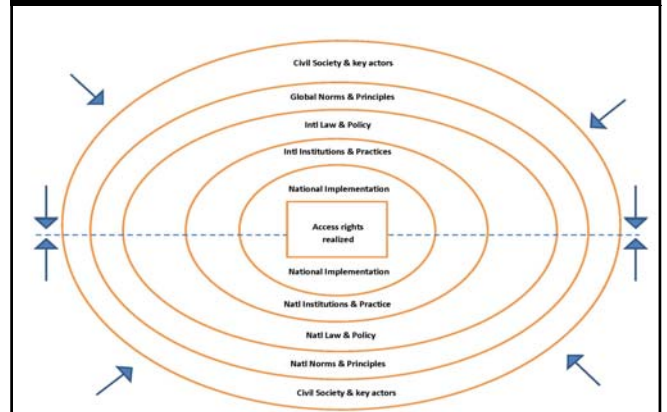 Civil Society & key actors
Global Norms & Principles
Intl Law & Policy
Intl Institutions & Practices
National Implementation
Access rights
realized
National Implementation
Natl Institutions & Practice
Natl Law & Policy
Natl Norms & Principles
Civil Society & key actors